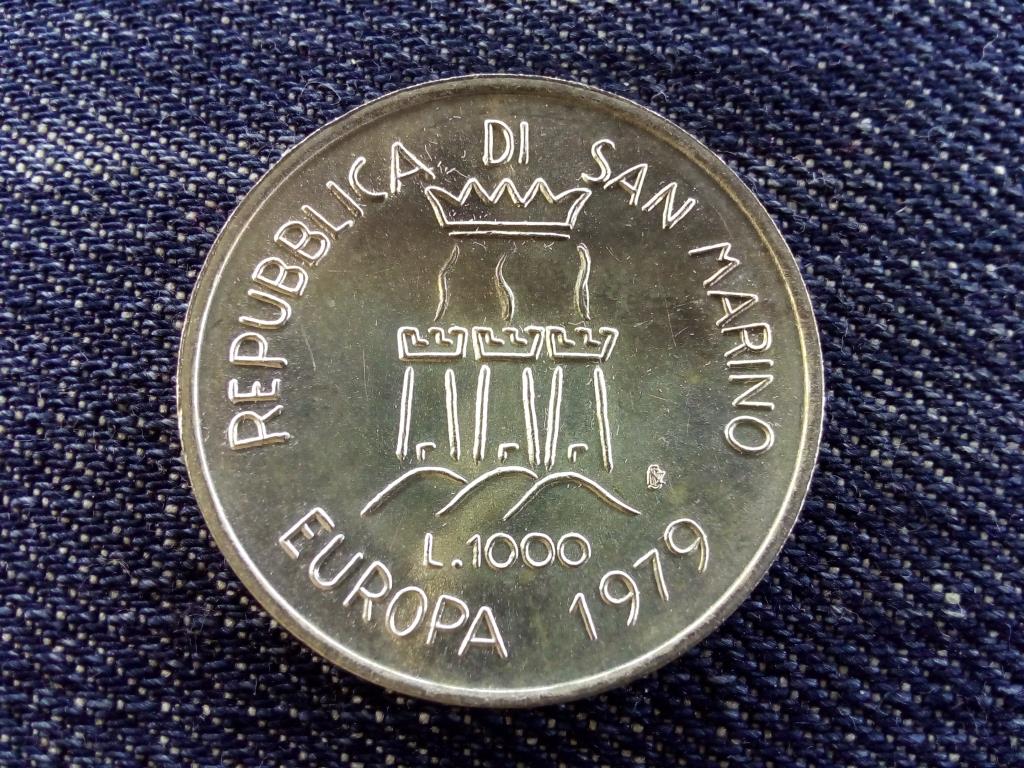 REPUBBLICA DI SAN MARINO
L.1000
EUROPA 1979